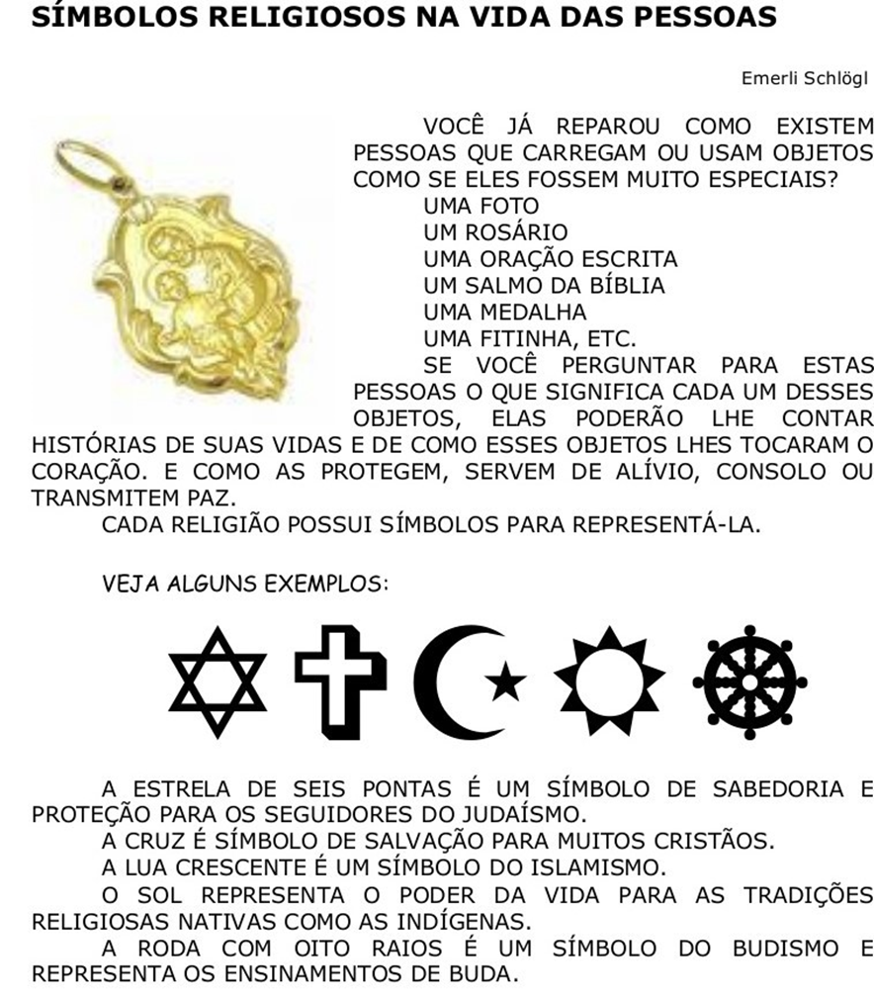 SÍMBOLOS RELIGIOSOS NA VIDA DAS PESSOAS
Emerli Schlögl
VOCÊ JÁ REPAROU COMO EXISTEM
PESSOAS QUE CARREGAM OU USAM OBJETOS
COMO SE ELES FOSSEM MUITO ESPECIAIS?
UMA FOTO
UM ROSÁRIO
UMA ORAÇÃO ESCRITA
UM SALMO DA BÍBLIA
UMA MEDALHA
UMA FITINHA, ETC.
SE VOCÊ PERGUNTAR PARA ESTAS
PESSOAS O QUE SIGNIFICA CADA UM DESSES
OBJETOS, ELAS PODERÃO LHE CONTAR
HISTÓRIAS DE SUAS VIDAS E DE COMO ESSES OBJETOS LHES TOCARAM O
CORAÇÃO. E COMO AS PROTEGEM, SERVEM DE ALÍVIO, CONSOLO OU
TRANSMITEM PAZ.
CADA RELIGIÃO POSSUI SÍMBOLOS PARA REPRESENTÁ-LA.
VEJA ALGUNS EXEMPLOS:
A ESTRELA DE SEIS PONTAS É UM SÍMBOLO DE SABEDORIA E
PROTEÇÃO PARA OS SEGUIDORES DO JUDAÍSMO.
A CRUZ É SÍMBOLO DE SALVAÇÃO PARA MUITOS CRISTÃOS.
A LUA CRESCENTE É UM SÍMBOLO DO ISLAMISMO.
O SOL REPRESENTA O PODER DA VIDA PARA AS TRADIÇÕES
RELIGIOSAS NATIVAS COMO AS INDÍGENAS.
A RODA COM OITO RAIOS É UM SÍMBOLO DO BUDISMO E
REPRESENTA OS ENSINAMENTOS DE BUDA.